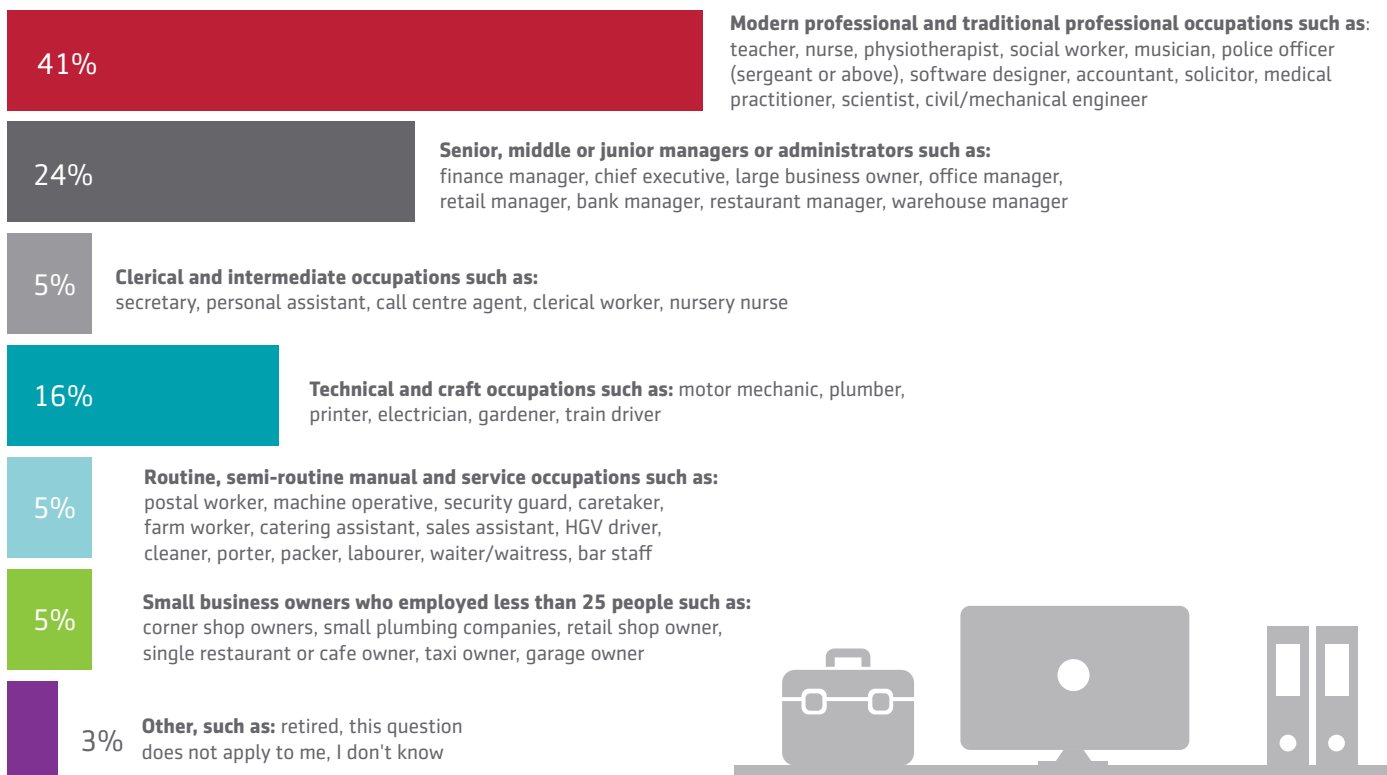 41%
Modern professional and traditional professional occupations such as:
teacher, nurse, physiotherapist, social worker, musician, police officer
(sergeant or above), software designer, accountant, solicitor, medical
practitioner, scientist, civil/mechanical engineer
24%
Senior, middle or junior managers or administrators such as:
finance manager, chief executive, large business owner, office manager,
retail manager, bank manager, restaurant manager, warehouse manager
5%
Clerical and intermediate occupations such as:
secretary, personal assistant, call centre agent, clerical worker, nursery nurse
16%
Technical and craft occupations such as: motor mechanic, plumber,
printer, electrician, gardener, train driver
5%
Routine, semi-routine manual and service occupations such as:
postal worker, machine operative, security guard, caretaker,
farm worker, catering assistant, sales assistant, HGV driver,
cleaner, porter, packer, labourer, waiter/waitress, bar staff
5%
Small business owners who employed less than 25 people such as:
corner shop owners, small plumbing companies, retail shop owner,
single restaurant or cafe owner, taxi owner, garage owner
3%
Other, such as: retired, this question
does not apply to me, I don't know